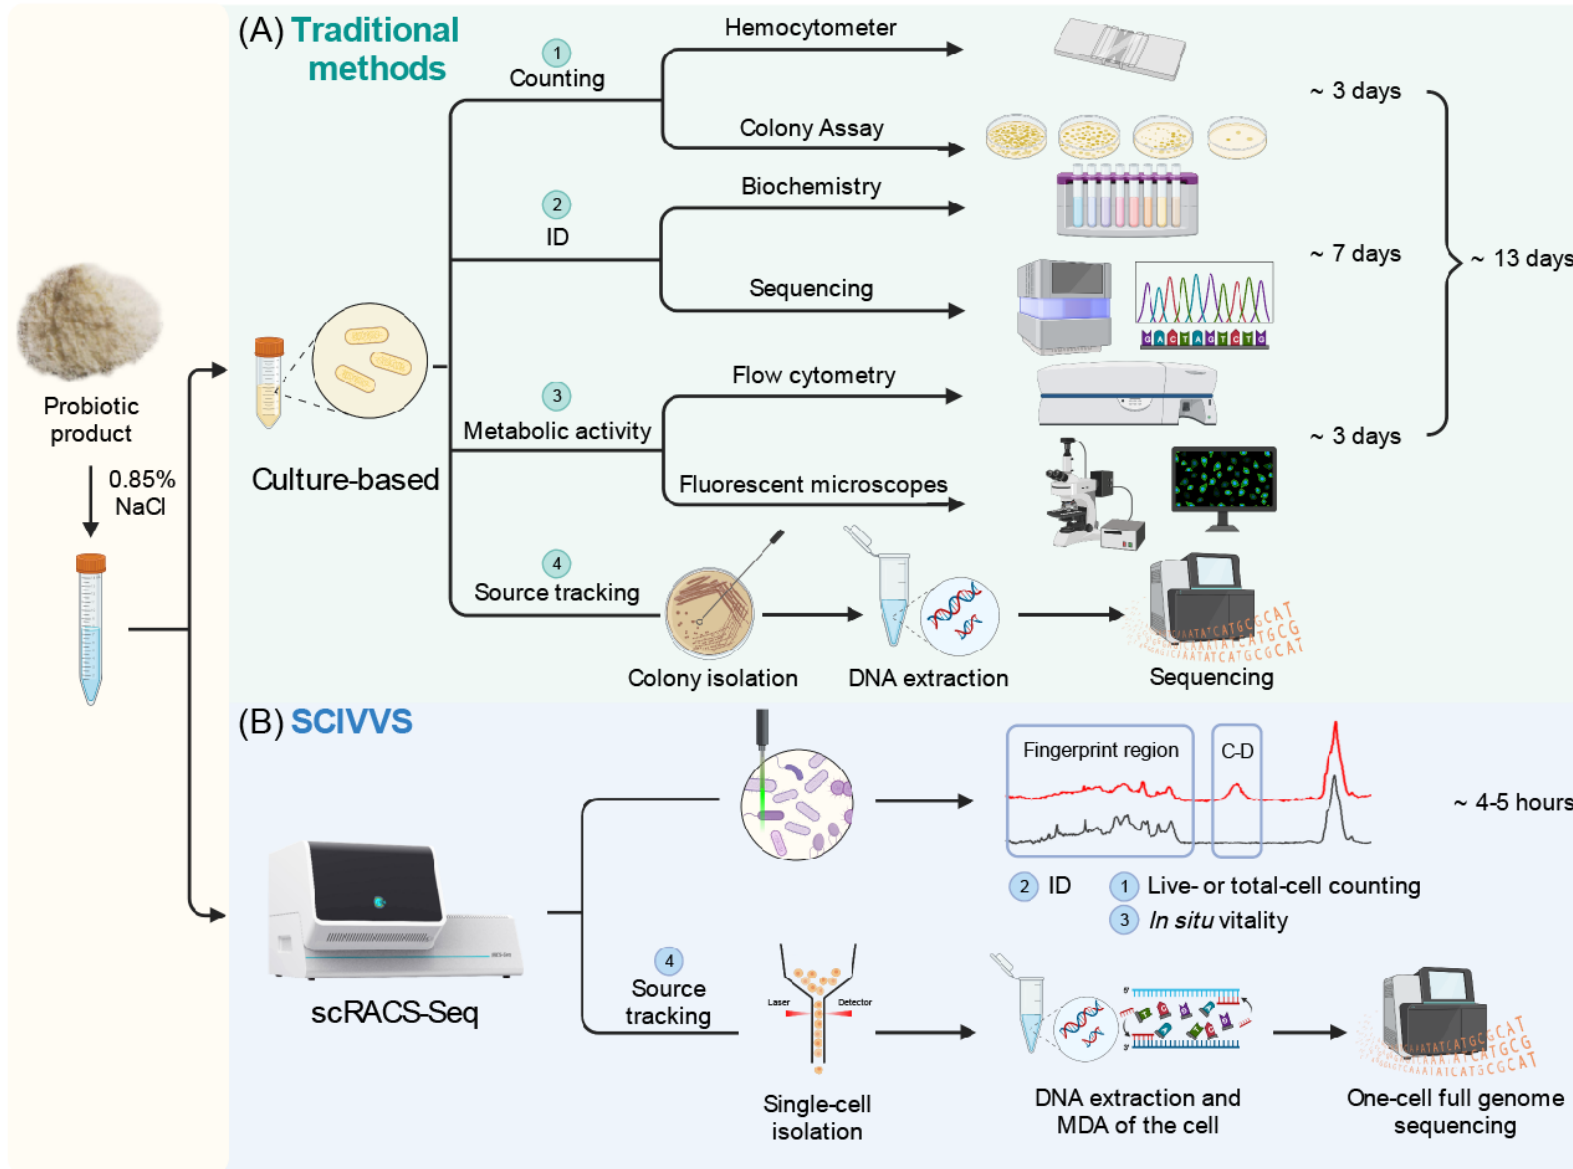 (A) Traditional
methods
1
Counting
Hemocytometer
~ 3 days
Colony Assay
2
ID
Biochemistry
~ 7 days
~ 13 days
Sequencing
G A C T A G T C T G
3
Metabolic activity
Flow cytometry
~ 3 days
Fluorescent microscopes
Probiotic
product
0.85%
NaCl
Culture-based
4
Source tracking
Colony isolation
DNA extraction
Sequencing
(B) SCIVVS
Fingerprint region
C-D
~ 4-5 hours
2 ID
1 Live- or total-cell counting
3 In situ vitality
scRACS-Seq
4
Source
tracking
Laser
Detector
5'
3'
Single-cell
isolation
DNA extraction and
MDA of the cell
One-cell full genome
sequencing